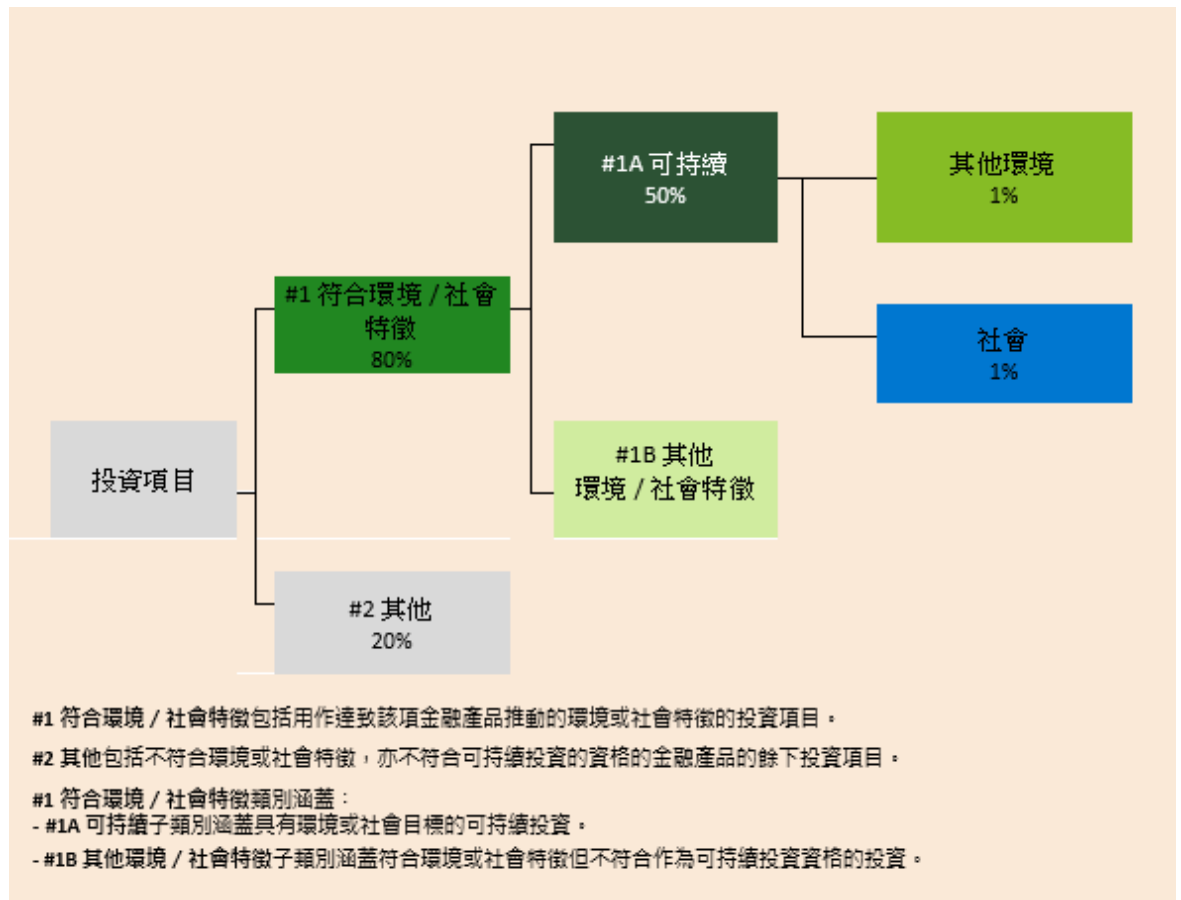 #1A 可持續
50%
其他環境
1%
#1 符合環境 / 社會
特徵
80%
社會
1%
投資項目
#1B 其他
環境 / 社會特徵
#2 其他
20%
#1 符合環境 / 社會特徵包括用作達致該項金融產品推動的環境或社會特徵的投資項目。
#2 其他包括不符合環境或社會特徵，亦不符合可持續投資的資格的金融產品的餘下投資項目。
#1 符合環境 / 社會特徵類別涵蓋：
- #1A 可持續子類別涵蓋具有環境或社會目標的可持續投資。
- #1B 其他環境 / 社會特徵子類別涵蓋符合環境或社會特徵但不符合作為可持續投資資格的投資。